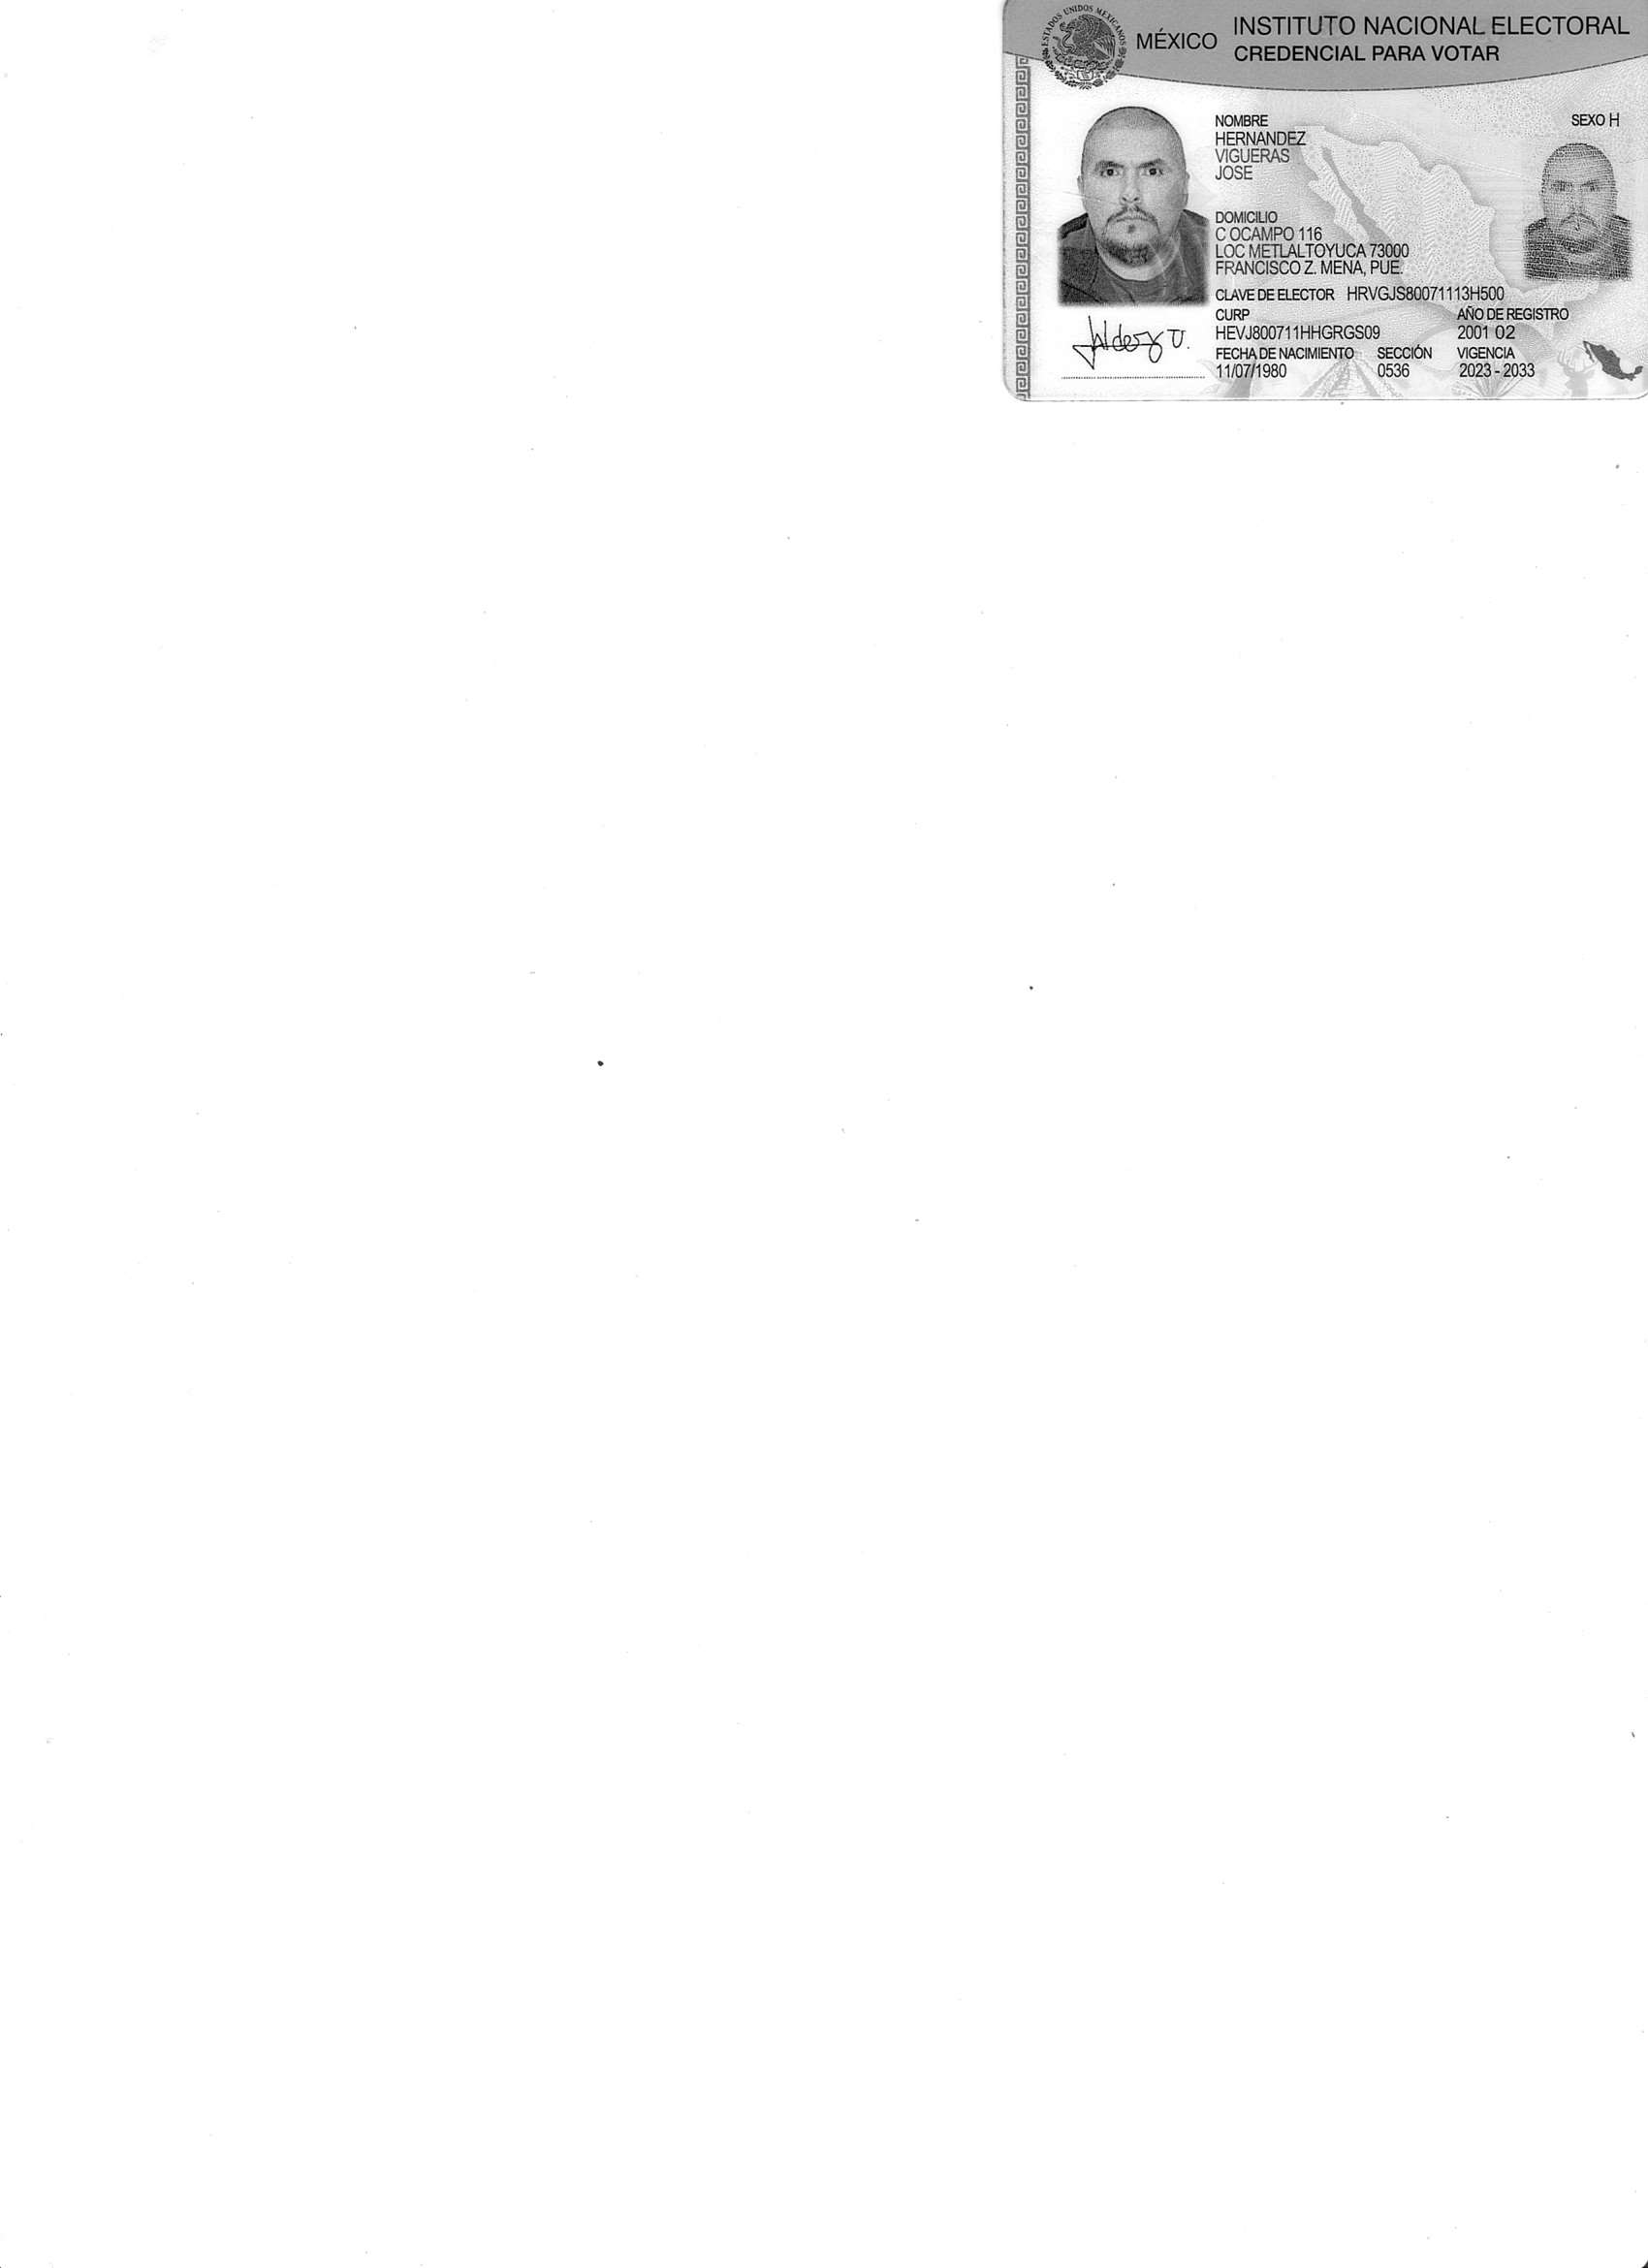 ESTADOS UNIDOS MEXICANOS
MÉXICO
INSTITUTO NACIONAL ELECTORAL
CREDENCIAL PARA VOTAR
NOMBRE
HERNANDEZ
VIGUERAS
JOSE
SEXO H
DOMICILIO
C OCAMPO 116
LOC METLALTOYUCA 73000
FRANCISCO Z. MENA, PUE.
CLAVE DE ELECTOR HRVGJS80071113H500
CURP
HEVJ800711HHGRGS09
AÑO DE REGISTRO
2001 02
FECHA DE NACIMIENTO
11/07/1980
SECCIÓN
0536
VIGENCIA
2023 - 2033